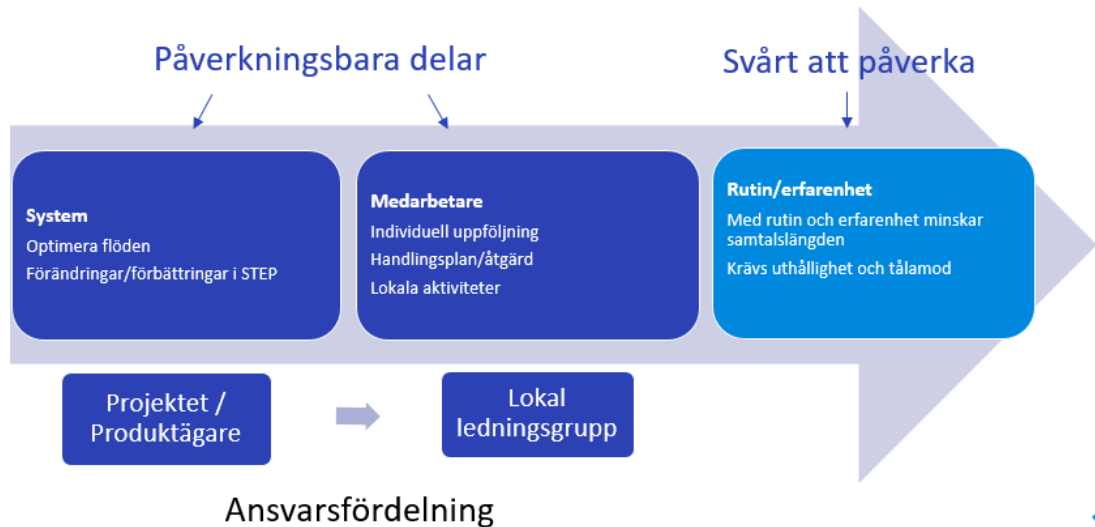 Påverkningsbara delar
Svårt att påverka
System
Optimera flöden
Förändringar/förbättringar i STEP
Medarbetare
Individuell uppföljning
Handlingsplan/åtgärd
Lokala aktiviteter
Rutin/erfarenhet
Med rutin och erfarenhet minskar
samtalslängden
Krävs uthållighet och tålamod
Projektet /
Produktägare
Lokal
ledningsgrupp
Ansvarsfördelning